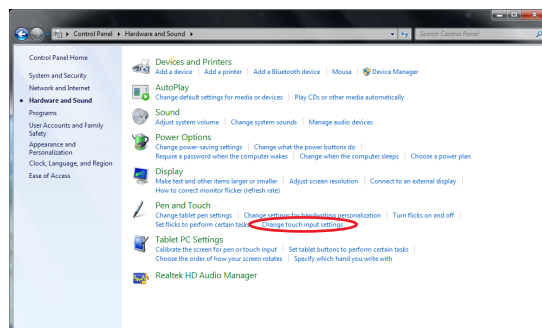 Control Panel Hardware and Sound Search Control Panel
Control Panel Home
System and Security
Network and Internet
Hardware and Sound
Programs
User Accounts and Family
Safety
Appearance and
Personalization
Clock, Language, and Region
Ease of Access
Devices and Printers
Add a device Add a printer Add a Bluetooth device Mouse Device Manager
AutoPlay
Change default settings for media or devices Play CDs or other media automatically
Sound
Adjust system volume Change system sounds Manage audio devices
Power Options
Change power-saving settings Change what the power buttons do
Require a password when the computer wakes Change when the computer sleeps Choose a power plan
Display
Make text and other items larger or smaller Adjust screen resolution Connect to an external display
How to correct monitor flicker (refresh rate)
Pen and Touch
Change tablet pen settings Change settings for handwriting personalization Turn flicks on and off
Set flicks to perform certain tasks Change touch input settings
Tablet PC Settings
Calibrate the screen for pen or touch input Set tablet buttons to perform certain tasks
Choose the order of how your screen rotates Specify which hand you write with
Realtek HD Audio Manager